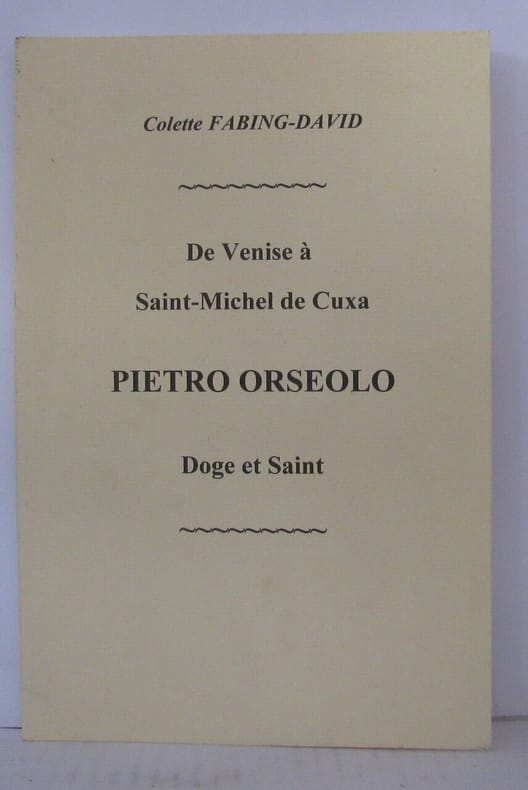 Colette FABING-DAVID
De Venise à
Saint-Michel de Cuxa
PIETRO ORSEOLO
Doge et Saint